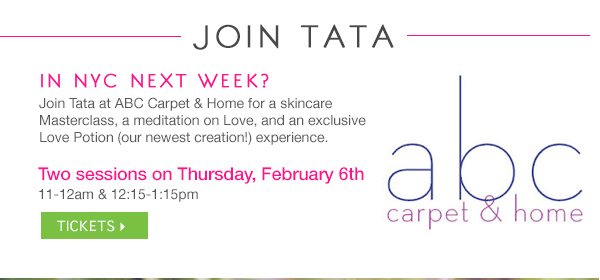 JOIN TATA
IN NYC NEXT WEEK?
Join Tata at ABC Carpet & Home for a skincare
Masterclass, a meditation on Love, and an exclusive
Love Potion (our newest creation!) experience.
Two sessions on Thursday, February 6th
11-12am & 12:15-1:15pm
TICKETS
abc
carpet & home